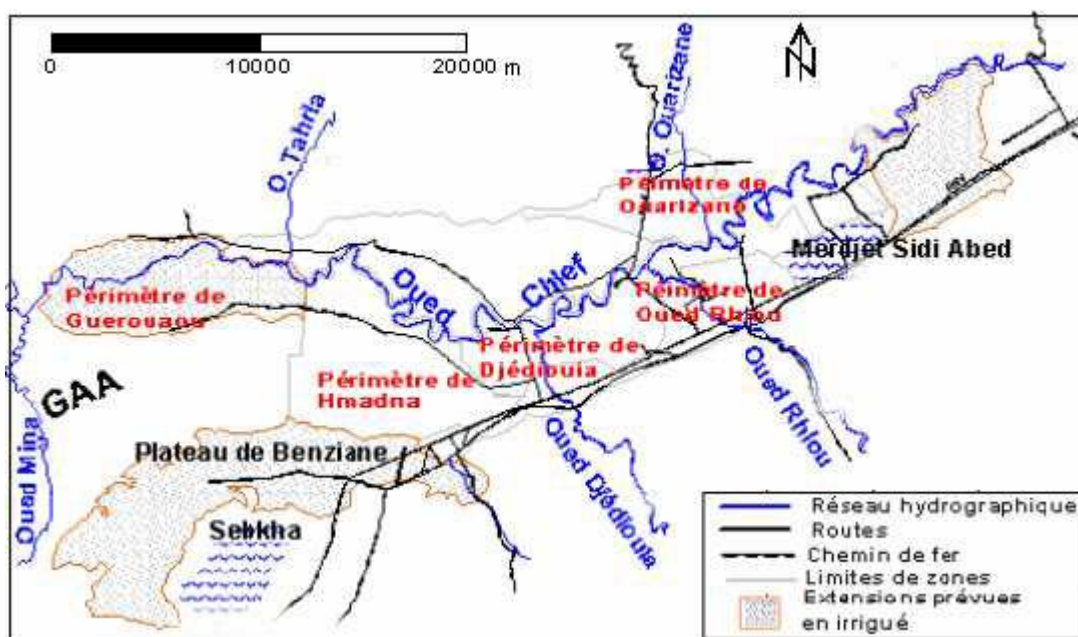 0 10000 20000 m
N
O. Tahria
O. Ouarizane
Périmètre de
Ouarizane
Merdjet Sidi Abed
Oued
Chlef
Périmètre de
Guerouaou
Périmètre de
Oued Rhiou
Périmètre de
Djédiouia
Périmètre de
Hmadna
GAA
Oued Mina
Oued Rhiou
Oued Djédiouia
Plateau de Benziane
Sebkha
Réseau hydrographique
Routes
Chemin de fer
Limites de zones
Extensions prévues
en irrigué